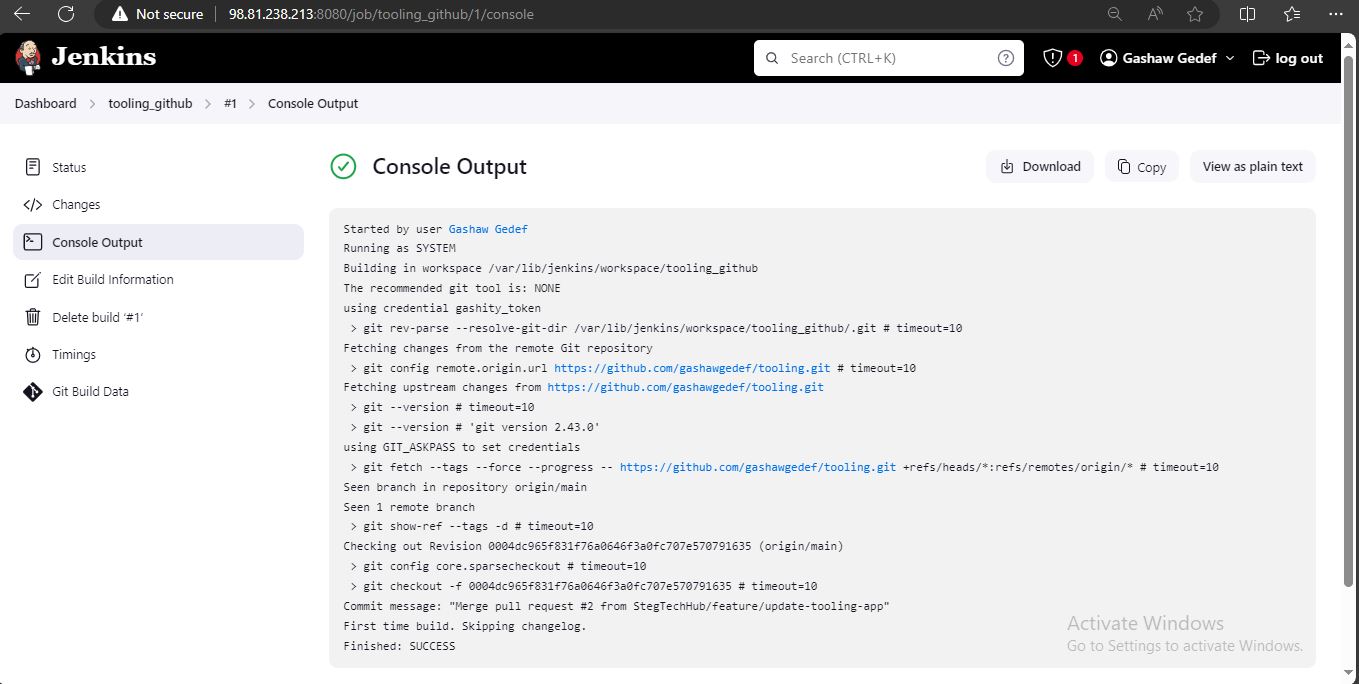 Not secure 98.81.238.213:8080/job/tooling_github/1/console
Jenkins
Search (CTRL+K)
1
Gashaw Gedef
log out
Dashboard > tooling_github > #1 > Console Output
Status
Changes
Console Output
Edit Build Information
Delete build ‘#1’
Timings
Git Build Data
Console Output
Download
Copy
View as plain text
Started by user Gashaw Gedef
Running as SYSTEM
Building in workspace /var/lib/jenkins/workspace/tooling_github
The recommended git tool is: NONE
using credential gashity_token
> git rev-parse --resolve-git-dir /var/lib/jenkins/workspace/tooling_github/.git # timeout=10
Fetching changes from the remote Git repository
> git config remote.origin.url https://github.com/gashawgedef/tooling.git # timeout=10
Fetching upstream changes from https://github.com/gashawgedef/tooling.git
> git --version # timeout=10
> git --version # 'git version 2.43.0'
using GIT_ASKPASS to set credentials
> git fetch --tags --force --progress -- https://github.com/gashawgedef/tooling.git +refs/heads/*:refs/remotes/origin/* # timeout=10
Seen branch in repository origin/main
Seen 1 remote branch
> git show-ref --tags -d # timeout=10
Checking out Revision 0004dc965f831f76a0646f3a0fc707e570791635 (origin/main)
> git config core.sparsecheckout # timeout=10
> git checkout -f 0004dc965f831f76a0646f3a0fc707e570791635 # timeout=10
Commit message: "Merge pull request #2 from StegTechHub/feature/update-tooling-app"
First time build. Skipping changelog.
Finished: SUCCESS
Activate Windows
Go to Settings to activate Windows.